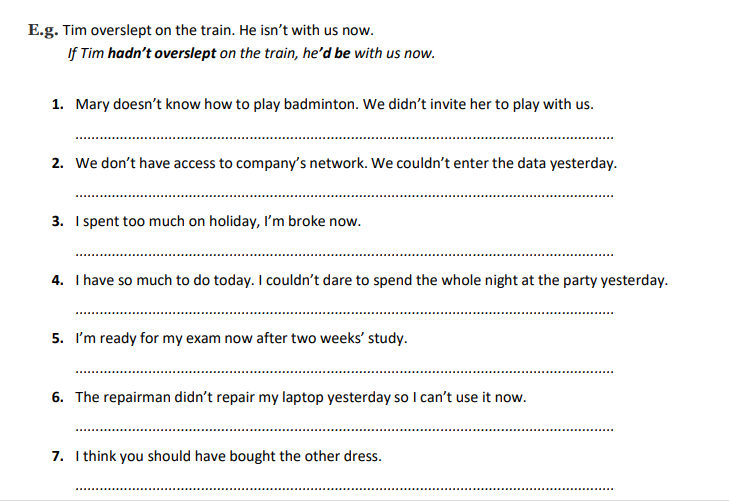 E.g. Tim overslept on the train. He isn’t with us now.
If Tim hadn’t overslept on the train, he’d be with us now.
1. Mary doesn’t know how to play badminton. We didn’t invite her to play with us.
2. We don’t have access to company’s network. We couldn’t enter the data yesterday.
3. I spent too much on holiday, I’m broke now.
4. I have so much to do today. I couldn’t dare to spend the whole night at the party yesterday.
5. I’m ready for my exam now after two weeks’ study.
6. The repairman didn’t repair my laptop yesterday so I can’t use it now.
7. I think you should have bought the other dress.